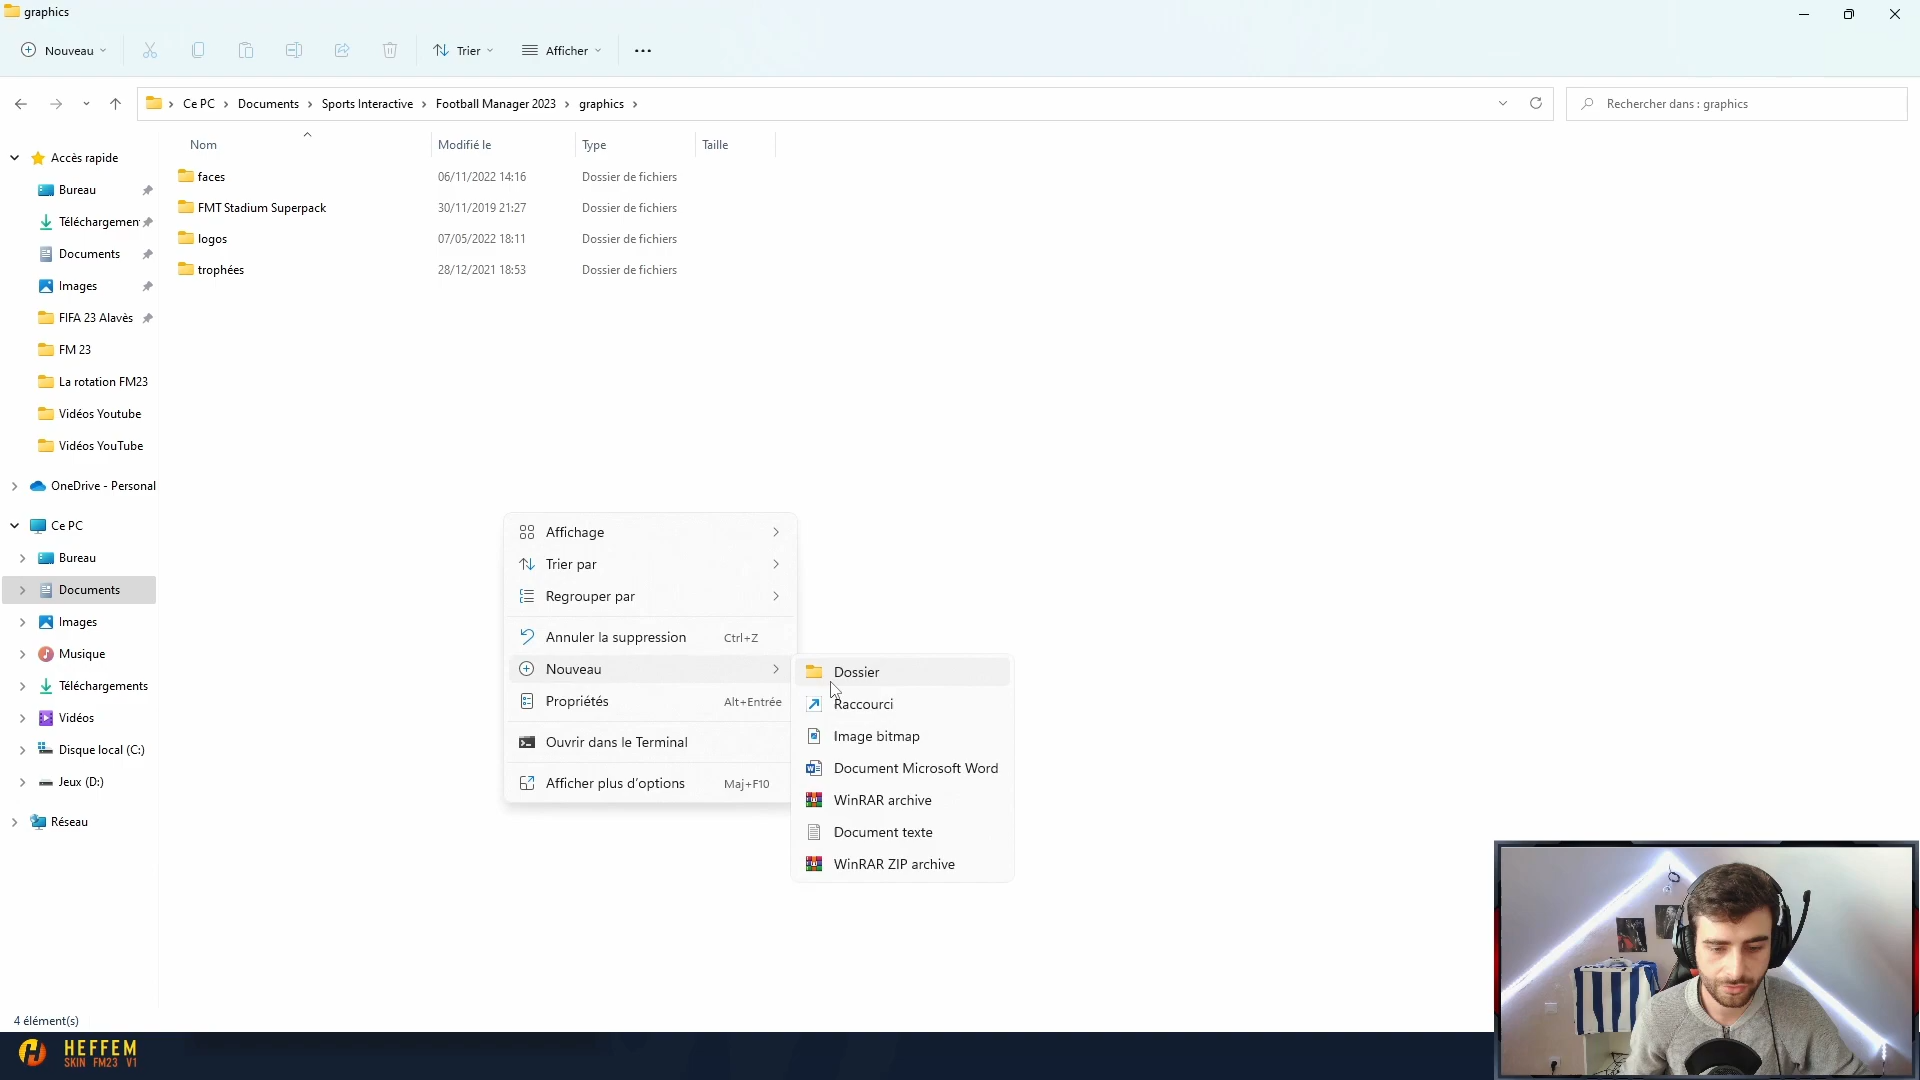 graphics
Nouveau
Trier
Afficher
Ce PC
Documents
Sports Interactive
Football Manager 2023
graphics
Rechercher dans : graphics
Nom
Modifié le
Type
Taille
faces
06/11/2022 14:16
Dossier de fichiers
FMT Stadium Superpack
30/11/2019 21:27
Dossier de fichiers
logos
07/05/2022 18:11
Dossier de fichiers
trophées
28/12/2021 18:53
Dossier de fichiers
Accès rapide
Bureau
Téléchargemen
Documents
Images
FIFA 23 Alavès
FM 23
La rotation FM23
Vidéos Youtube
Vidéos YouTube
OneDrive - Personal
Ce PC
Bureau
Documents
Images
Musique
Téléchargements
Vidéos
Disque local (C:)
Jeux (D:)
Réseau
Affichage
Trier par
Regrouper par
Annuler la suppression Ctrl+Z
Nouveau
Propriétés Alt+Entrée
Ouvrir dans le Terminal
Afficher plus d'options Maj+F10
Dossier
Raccourci
Image bitmap
Document Microsoft Word
WinRAR archive
Document texte
WinRAR ZIP archive
4 élément(s)
HEFFEM
SKIN FM23 V1